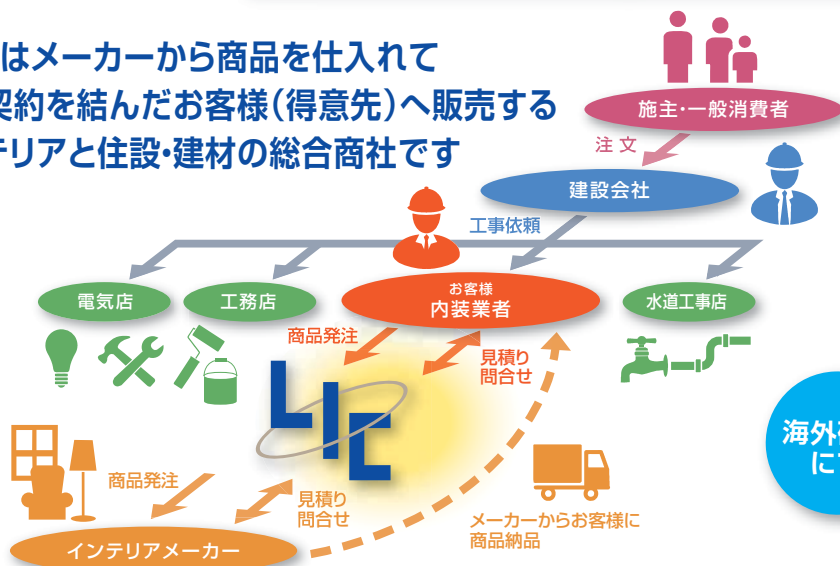 はメーカーから商品を仕入れて
契約を結んだお客様（得意先）へ販売する
テリアと住設・建材の総合商社です
施主・一般消費者
注文
建設会社
工事依頼
電気店
工務店
お客様
内装業者
水道工事店
商品発注
見積り
問合せ
LIC
海外
に
商品発注
見積り
問合せ
メーカーからお客様に
商品納品
インテリアメーカー